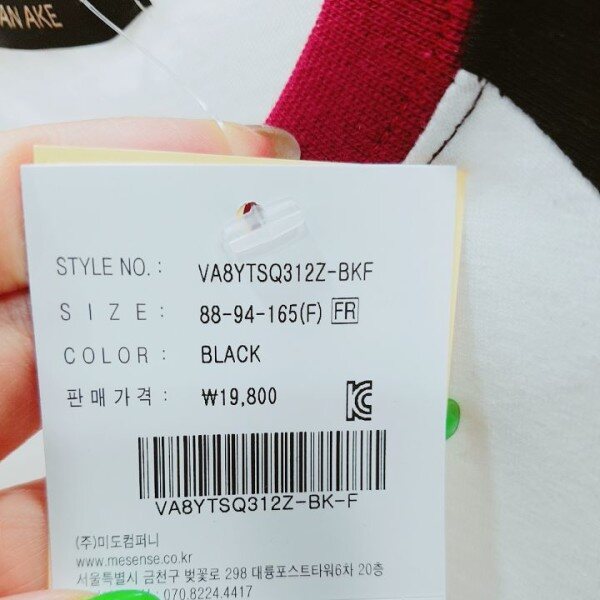 AN AKE
STYLE NO. : VA8YTSQ312Z-BKF
SIZE : 88-94-165(F) FR
COLOR : BLACK
판매가격 : ₩19,800
VA8YTSQ312Z-BK-F
(주)미도컴퍼니
www.mesense.co.kr
서울특별시 금천구 벚꽃로 298 대륭포스트타워6차 20층
: 070.8224.4417